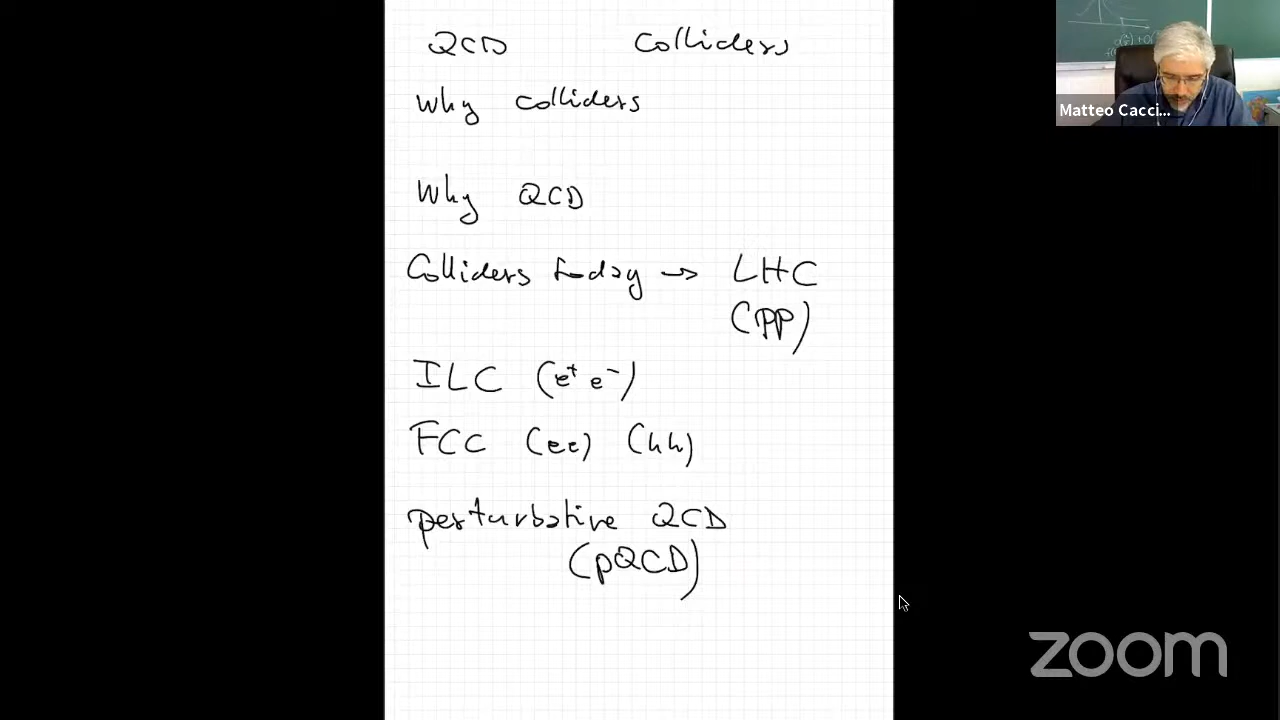 QCD Colliders
Why colliders
Why QCD
Colliders today → LHC
(pp)
ILC (e⁺ e⁻)
FCC (ee) (hh)
perturbative QCD
(pQCD)
Matteo Cacci...
zoom